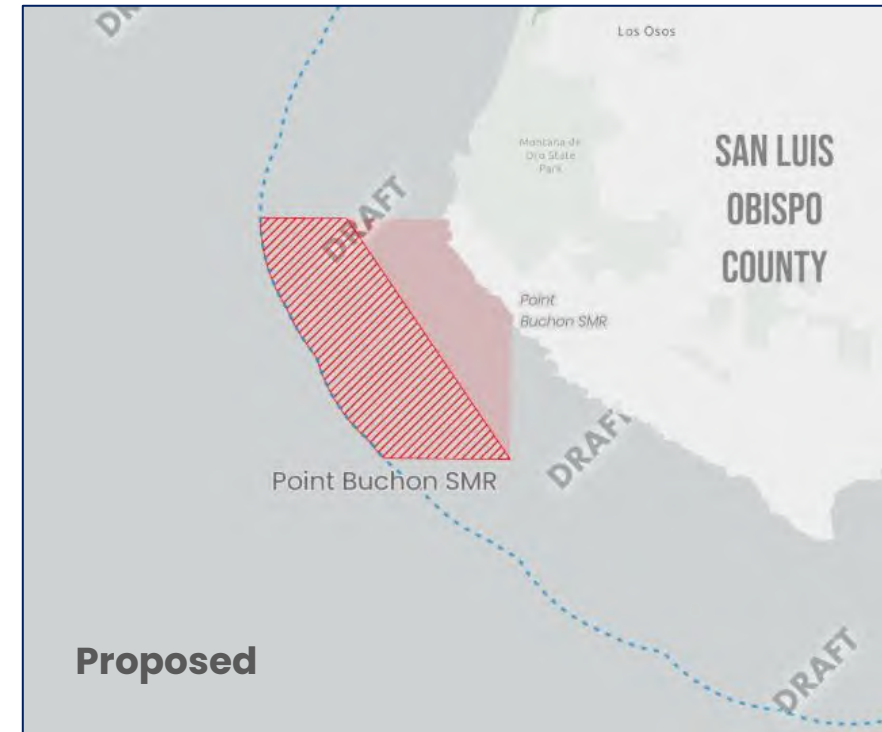 DR
Los Osos
Montana de
Oro State
Park
SAN LUIS
OBISPO
COUNTY
DRAFT
Point
Buchon SMR
DRAFT
Point Buchon SMR
Proposed
DRAFT